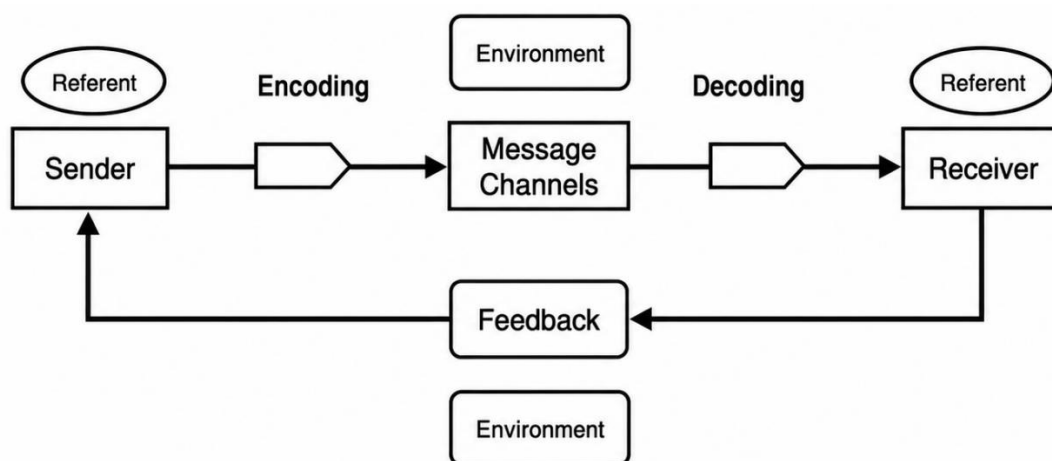 Environment
Referent
Encoding
Decoding
Referent
Sender
Message
Channels
Receiver
Feedback
Environment